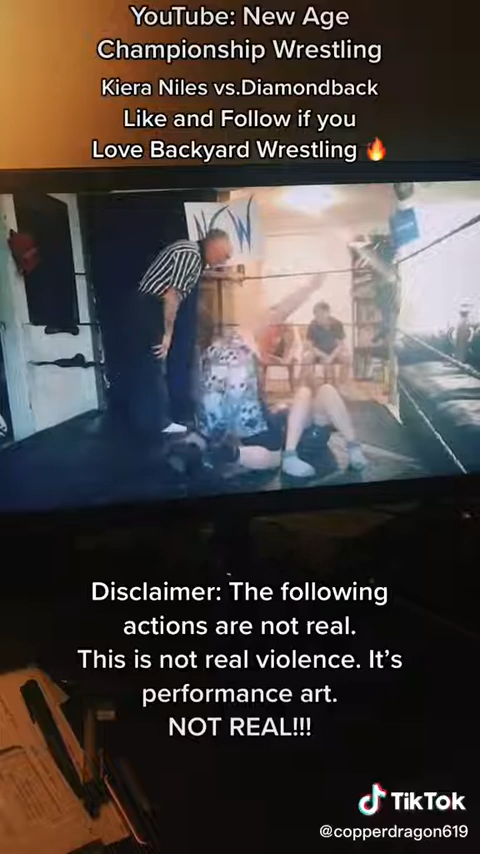 YouTube: New Age
Championship Wrestling
Kiera Niles vs.Diamondback
Like and Follow if you
Love Backyard Wrestling 🔥
NCW
Disclaimer: The following
actions are not real.
This is not real violence. It's
performance art.
NOT REAL!!!
TikTok
@copperdragon619